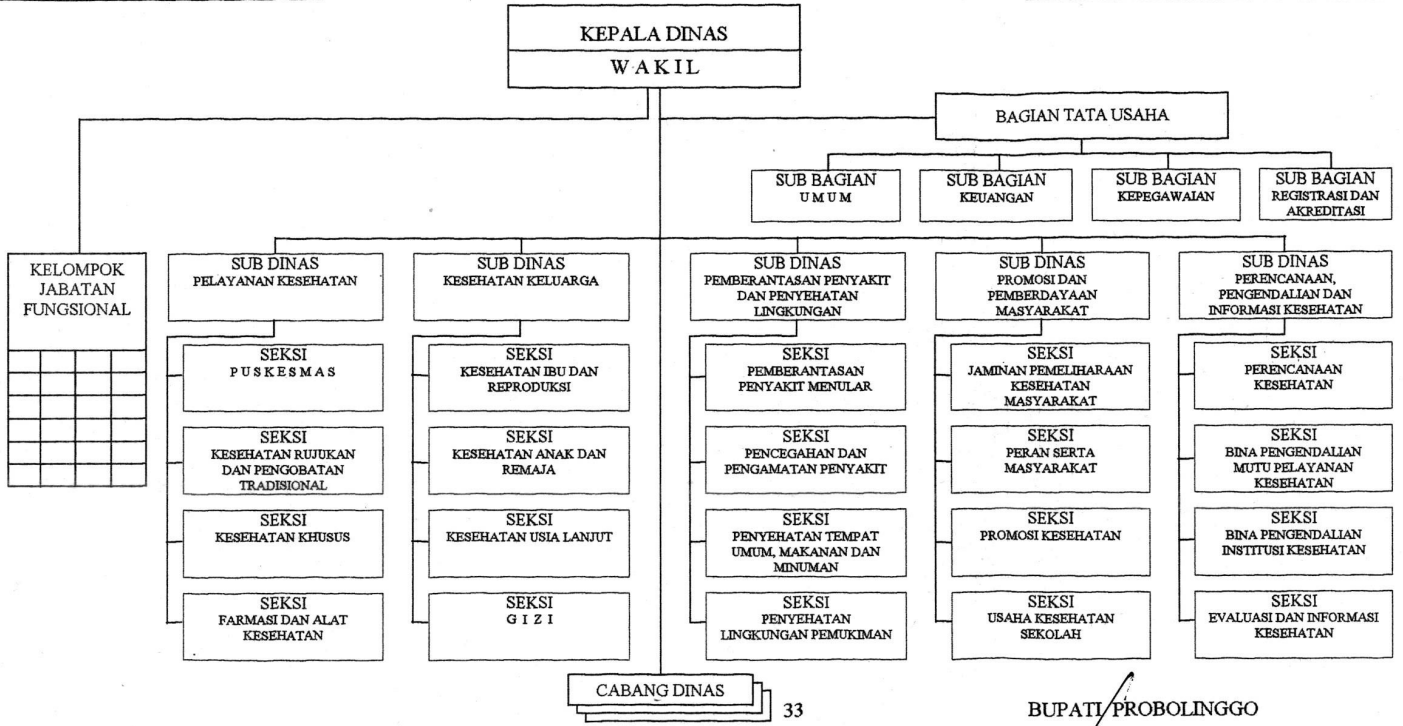 KEPALA DINAS
W A K I L
BAGIAN TATA USAHA
SUB BAGIAN
U M U M
SUB BAGIAN
KEUANGAN
SUB BAGIAN
KEPEGAWAIAN
SUB BAGIAN
REGISTRASI DAN
AKREDITASI
KELOMPOK
JABATAN
FUNGSIONAL
SUB DINAS
PELAYANAN KESEHATAN
SEKSI
P U S K E S M A S
SEKSI
KESEHATAN RUJUKAN
DAN PENGOBATAN
TRADISIONAL
SEKSI
KESEHATAN KHUSUS
SEKSI
FARMASI DAN ALAT
KESEHATAN
SUB DINAS
KESEHATAN KELUARGA
SEKSI
KESEHATAN IBU DAN
REPRODUKSI
SEKSI
KESEHATAN ANAK DAN
REMAJA
SEKSI
KESEHATAN USIA LANJUT
SEKSI
G I Z I
SUB DINAS
PEMBERANTASAN PENYAKIT
DAN PENYEHATAN
LINGKUNGAN
SEKSI
PEMBERANTASAN
PENYAKIT MENULAR
SEKSI
PENCEGAHAN DAN
PENGAMATAN PENYAKIT
SEKSI
PENYEHATAN TEMPAT
UMUM, MAKANAN DAN
MINUMAN
SEKSI
PENYEHATAN
LINGKUNGAN PEMUKIMAN
SUB DINAS
PROMOSI DAN
PEMBERDAYAAN
MASYARAKAT
SEKSI
JAMINAN PEMELIHARAAN
KESEHATAN
MASYARAKAT
SEKSI
PERAN SERTA
MASYARAKAT
SEKSI
PROMOSI KESEHATAN
SEKSI
USAHA KESEHATAN
SEKOLAH
SUB DINAS
PERENCANAAN,
PENGENDALIAN DAN
INFORMASI KESEHATAN
SEKSI
PERENCANAAN
KESEHATAN
SEKSI
BINA PENGENDALIAN
MUTU PELAYANAN
KESEHATAN
SEKSI
BINA PENGENDALIAN
INSTITUSI KESEHATAN
SEKSI
EVALUASI DAN INFORMASI
KESEHATAN
CABANG DINAS
33
BUPATI PROBOLINGGO